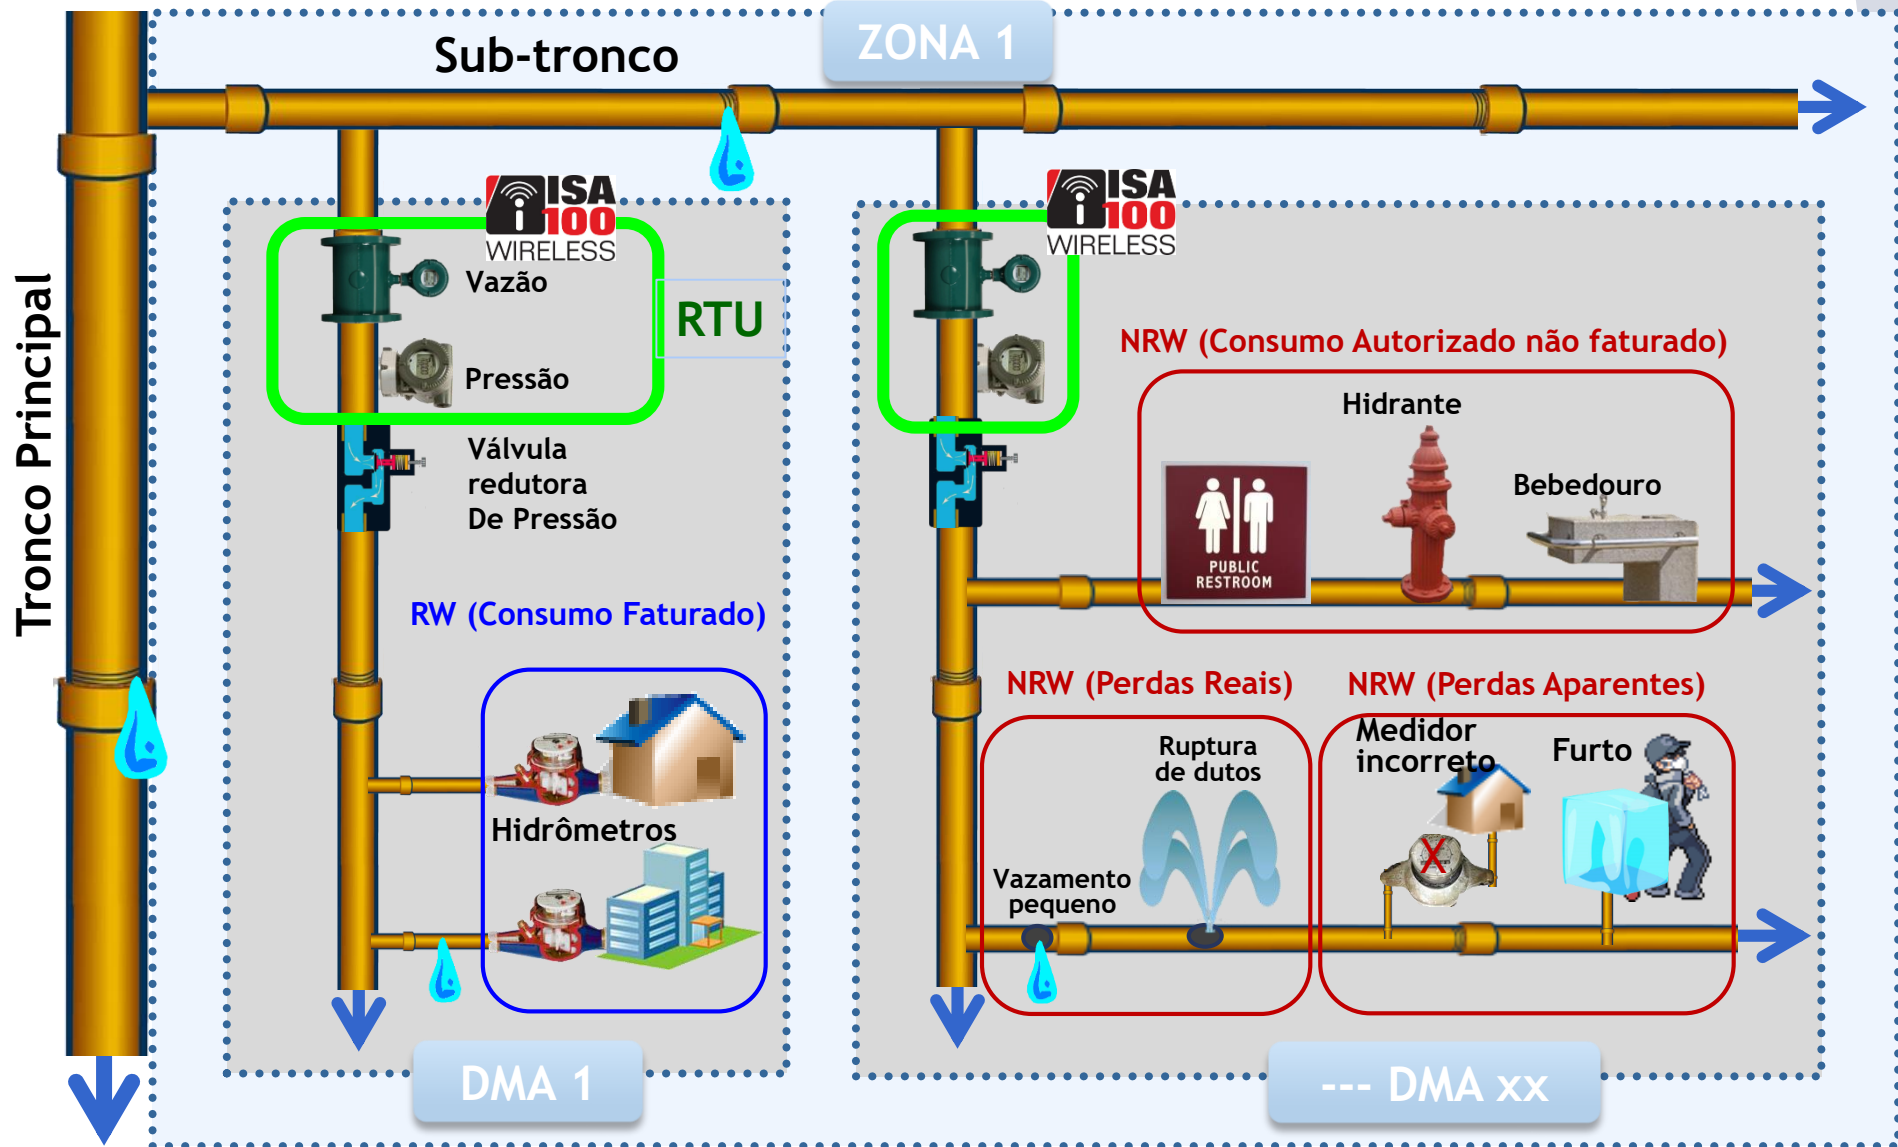 ZONA 1
Sub-tronco
Tronco Principal
ISA
100
WIRELESS
Vazão
RTU
Pressão
Válvula
redutora
De Pressão
RW (Consumo Faturado)
Hidrômetros
DMA 1
ISA
100
WIRELESS
NRW (Consumo Autorizado não faturado)
Hidrante
Bebedouro
PUBLIC
RESTROOM
NRW (Perdas Reais)
Ruptura
de dutos
Vazamento
pequeno
NRW (Perdas Aparentes)
Medidor
incorreto
Furto
X
--- DMA xx